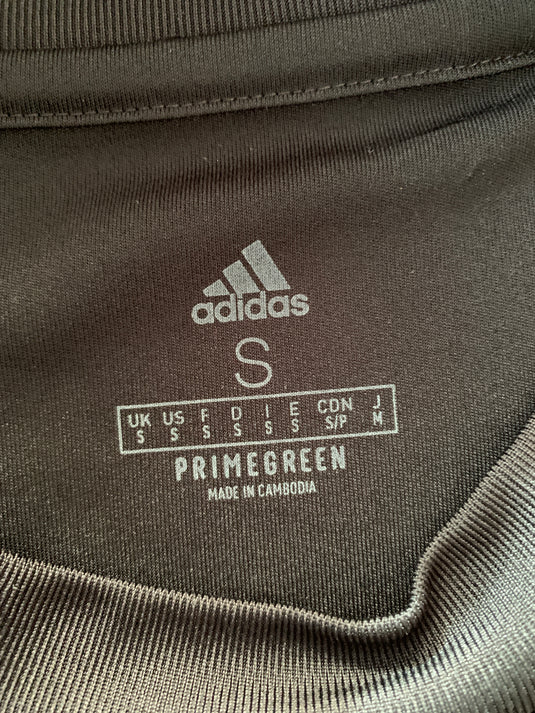 adidas
S
UK US F D I E CDN J
S S S S S S S/P M
PRIMEGREEN
MADE IN CAMBODIA